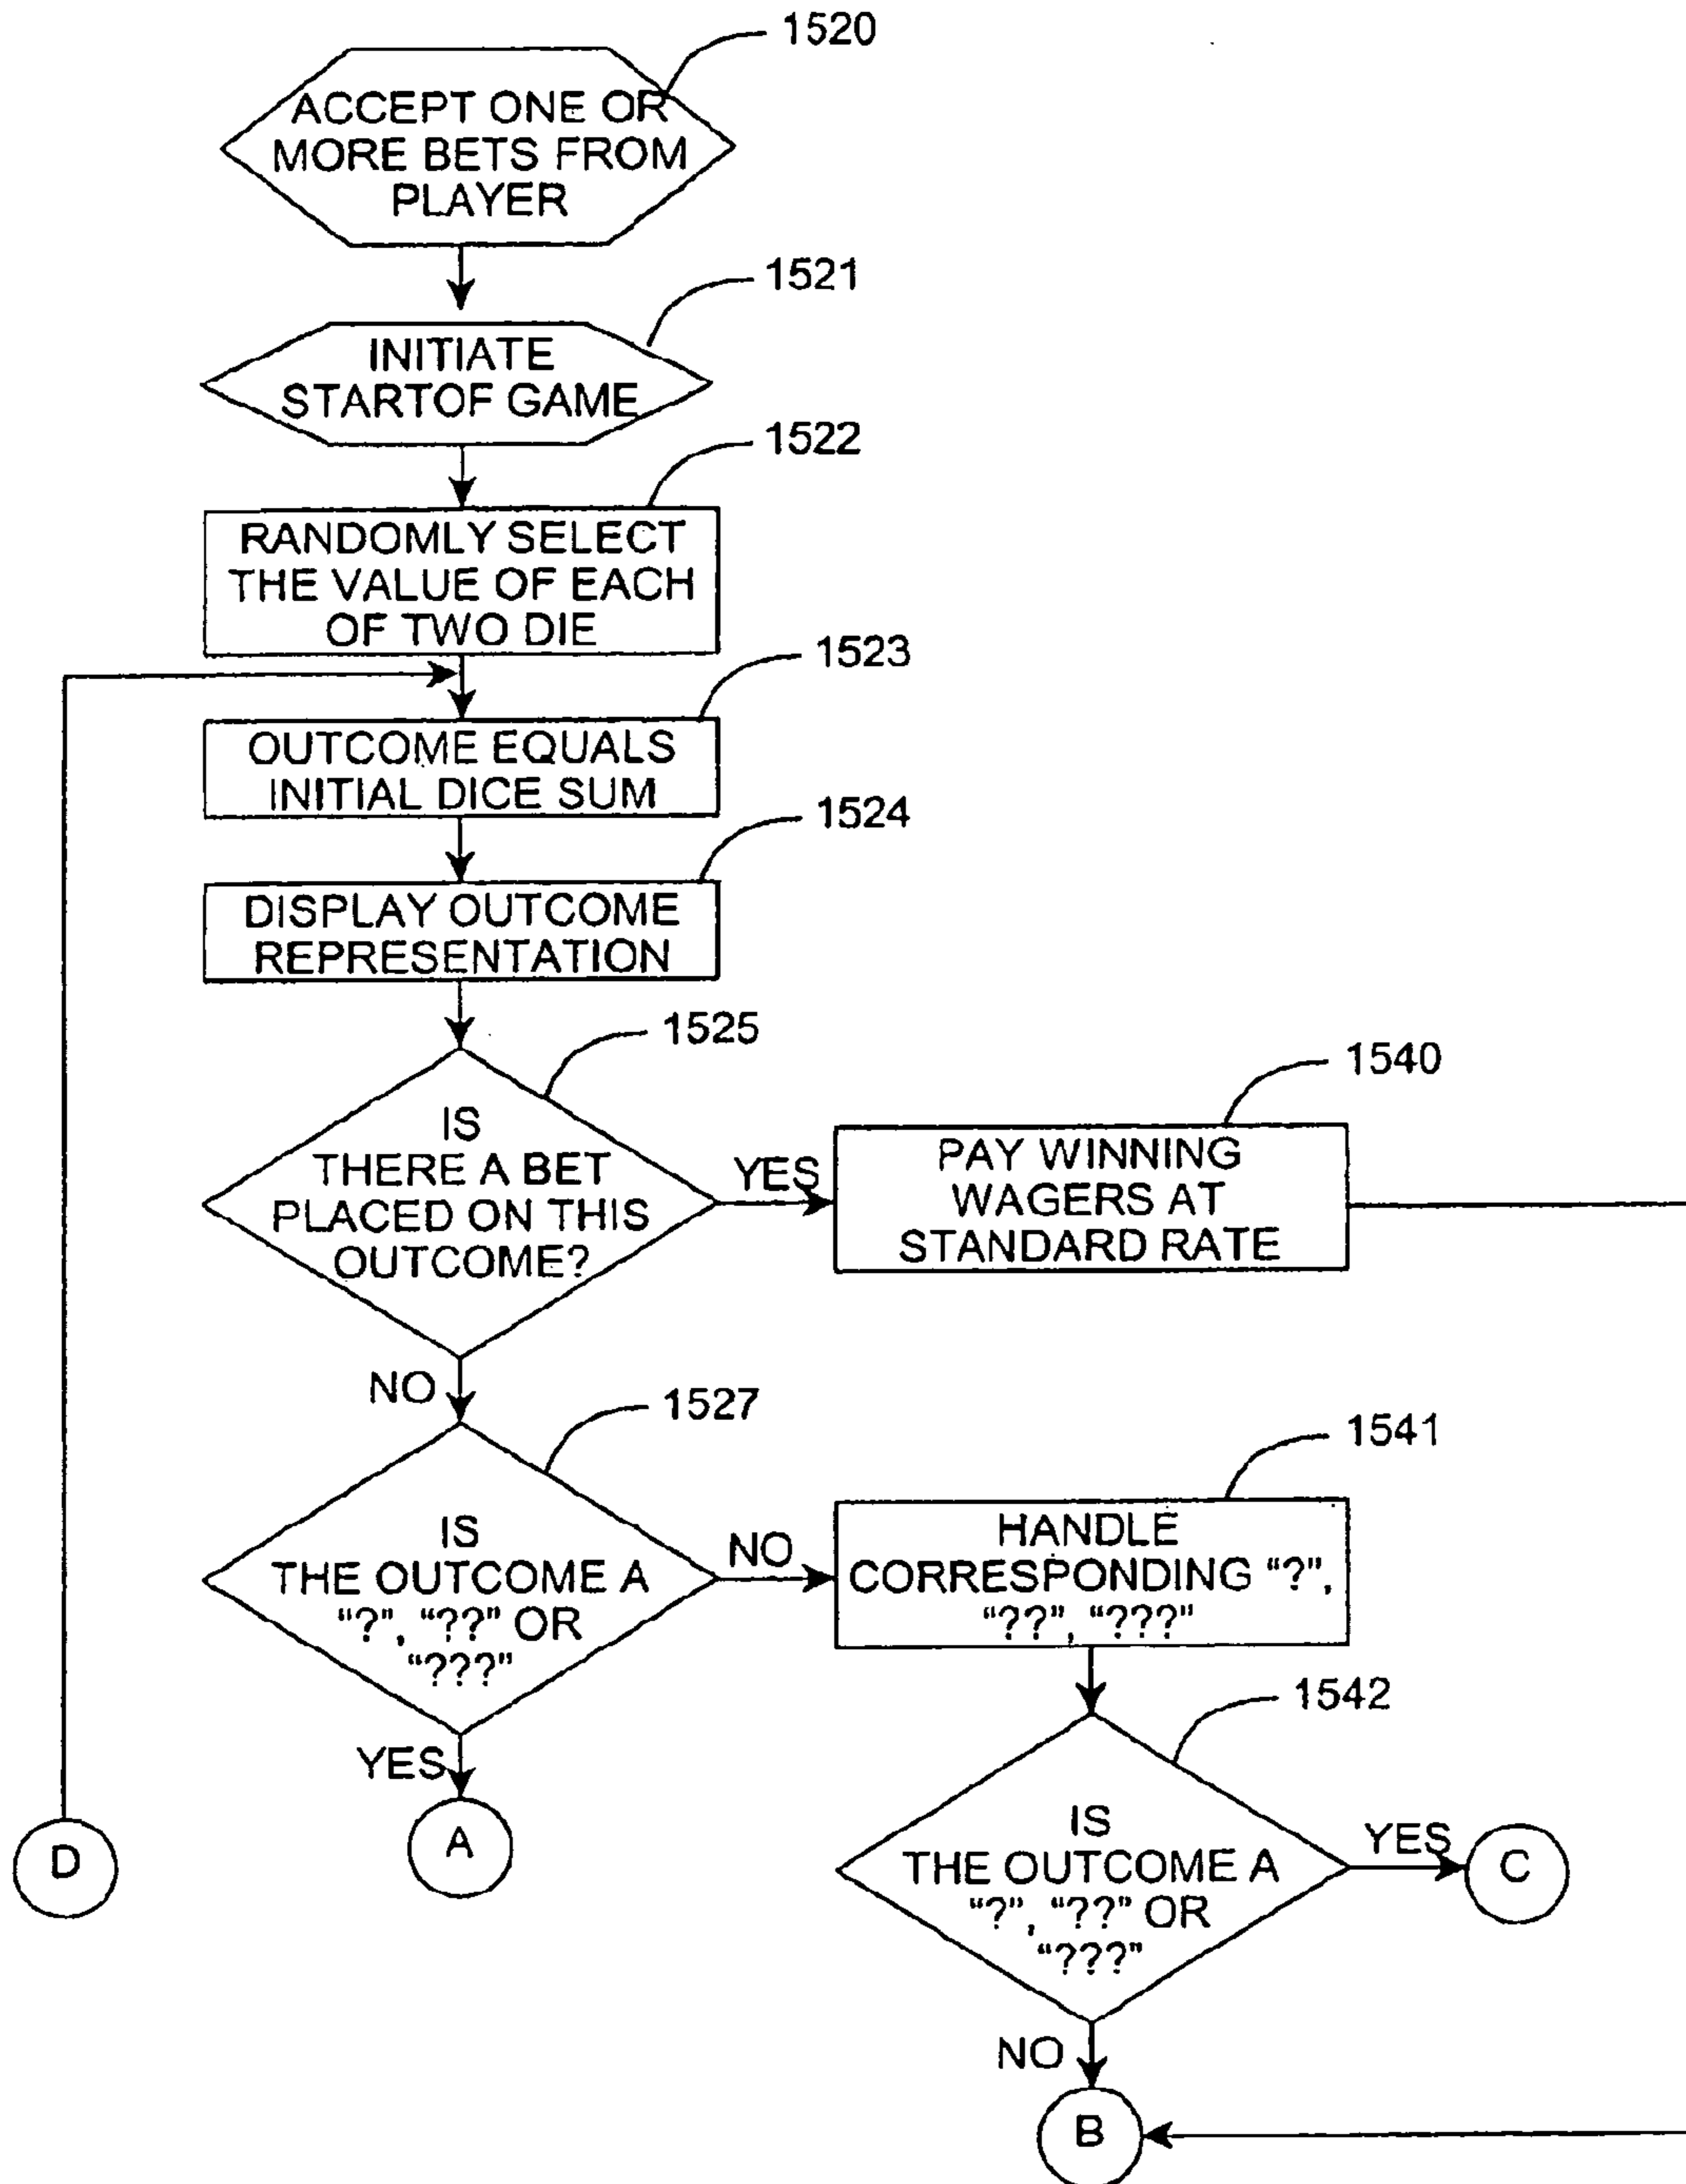 1520
ACCEPT ONE OR
MORE BETS FROM
PLAYER
1521
INITIATE
STARTOF GAME
1522
RANDOMLY SELECT
THE VALUE OF EACH
OF TWO DIE
1523
OUTCOME EQUALS
INITIAL DICE SUM
1524
DISPLAY OUTCOME
REPRESENTATION
1525
IS
THERE A BET
PLACED ON THIS
OUTCOME?
YES
1540
PAY WINNING
WAGERS AT
STANDARD RATE
NO
1527
IS
THE OUTCOME A
“?”, “??” OR
“???”
NO
1541
HANDLE
CORRESPONDING “?”,
“??”, “???”
YES
A
D
1542
IS
THE OUTCOME A
“?”, “??” OR
“???”
YES
C
NO
B